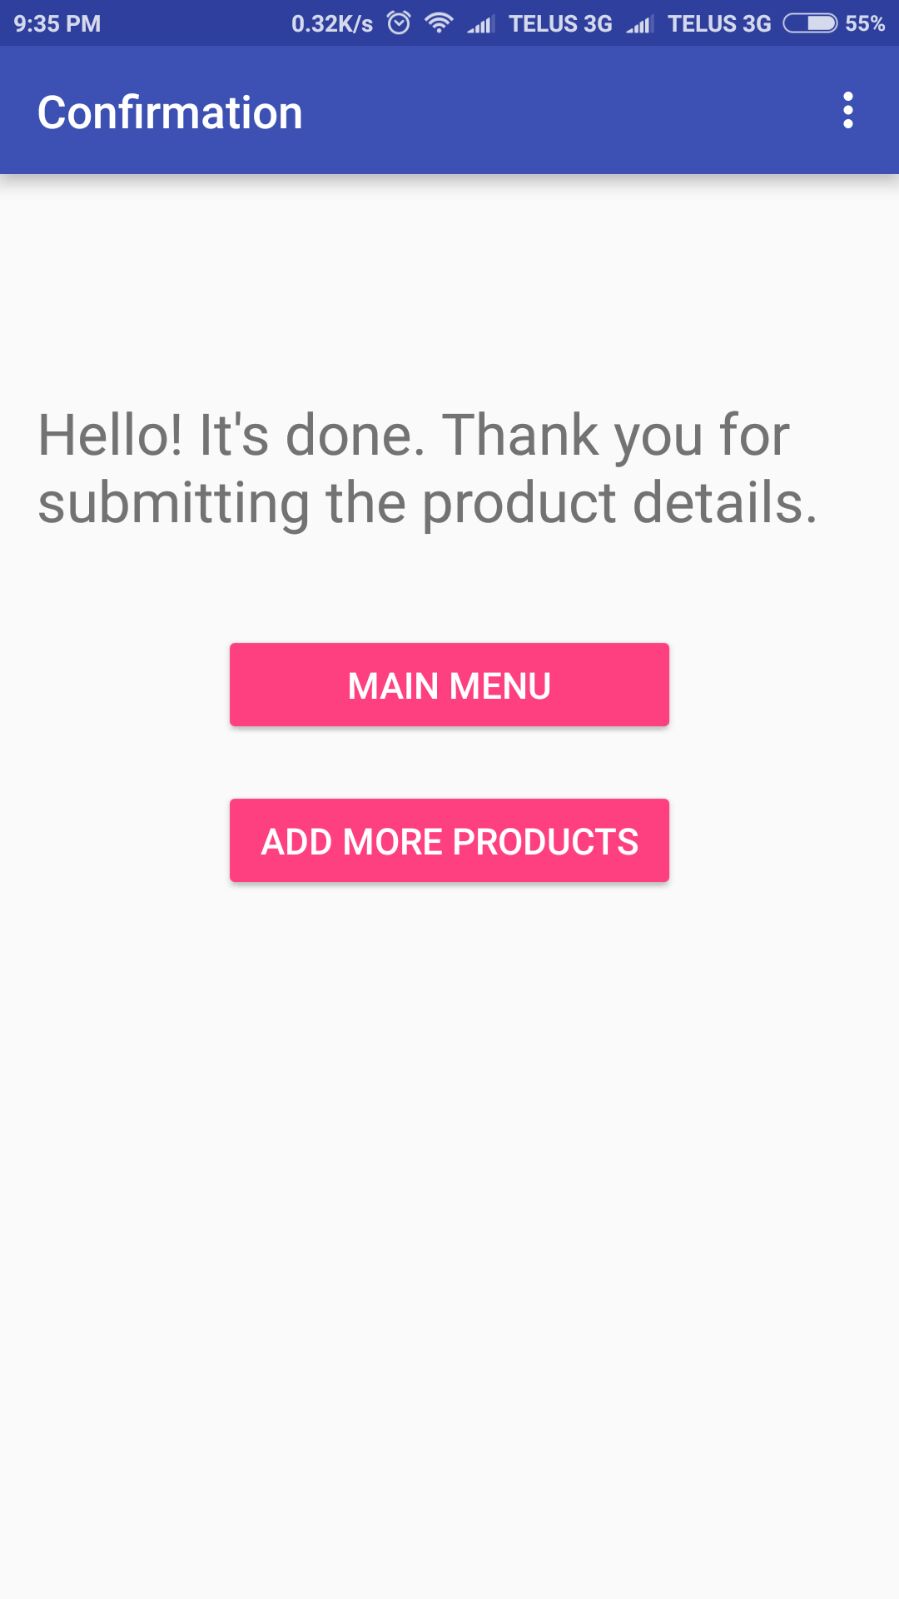 9:35 PM 0.32K/s TELUS 3G TELUS 3G 55%
Confirmation
Hello! It's done. Thank you for
submitting the product details.
MAIN MENU
ADD MORE PRODUCTS